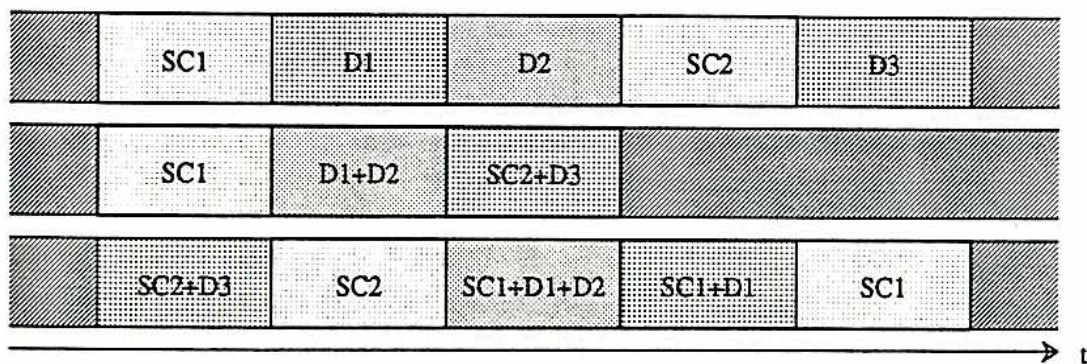 SC1 D1 D2 SC2 D3
SC1 D1+D2 SC2+D3
SC2+D3 SC2 SC1+D1+D2 SC1+D1 SC1
t